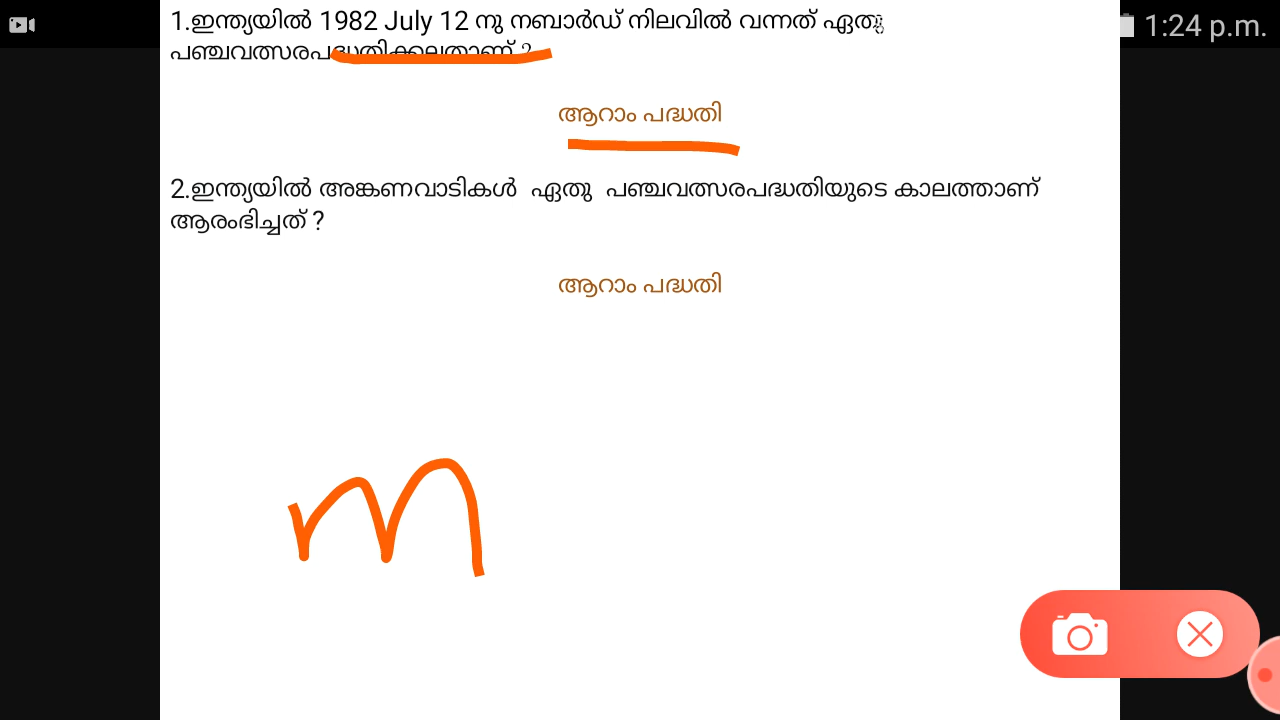 1:24 p.m.
1.ഇന്ത്യയിൽ 1982 July 12 നു നബാർഡ് നിലവിൽ വന്നത് ഏതു
പഞ്ചവത്സരപദ്ധതിക്കലതാണ് ?
ആറാം പദ്ധതി
2.ഇന്ത്യയിൽ അങ്കണവാടികൾ ഏതു പഞ്ചവത്സരപദ്ധതിയുടെ കാലത്താണ്
ആരംഭിച്ചത് ?
ആറാം പദ്ധതി
m